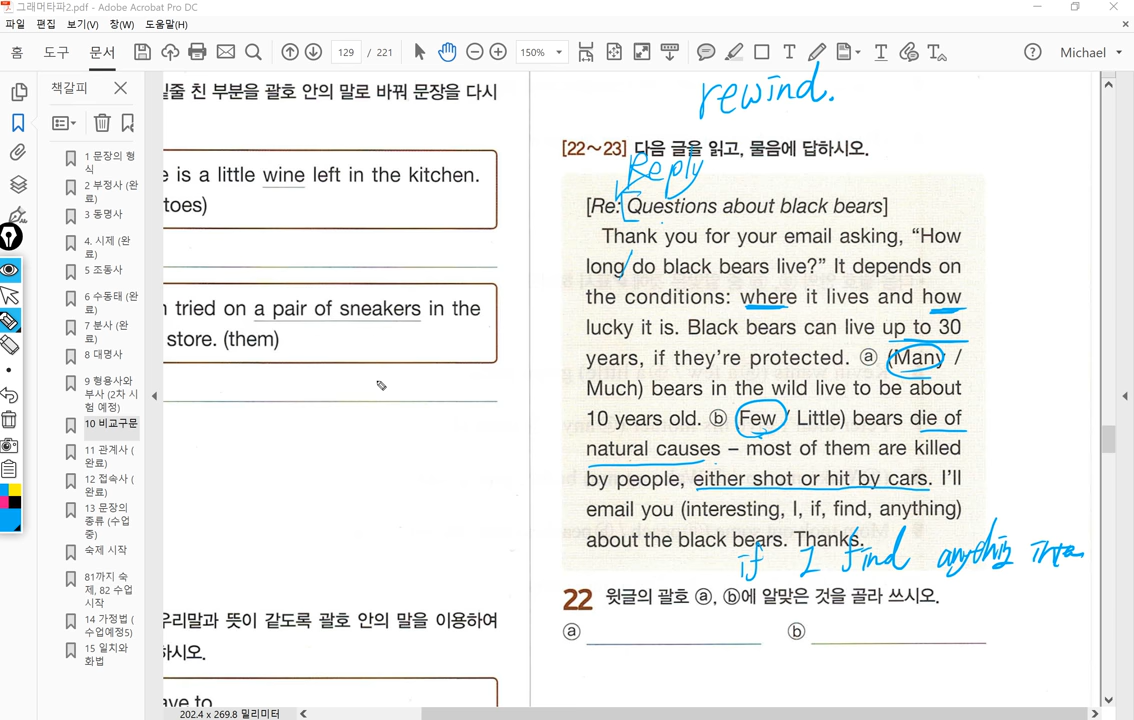 그래머타파2.pdf - Adobe Acrobat Pro DC
파일 편집 보기(V) 창(W) 도움말(H)
홈 도구 문서 129 / 221 150% Michael
책갈피
1 문장의 형식
2 부정사 (완료)
3 동명사
4. 시제 (완료)
5 조동사
6 수동태 (완료)
7 분사 (완료)
8 대명사
9 형용사와 부사 (2차 시험 예정)
10 비교구문
11 관계사 (완료)
12 접속사 (완료)
13 문장의 종류 (수업중)
숙제 시작
81까지 숙제, 82 수업 시작
14 가정법 (수업예정5)
15 일치와 화법
줄 친 부분을 괄호 안의 말로 바꿔 문장을 다시
e is a little wine left in the kitchen.
toes)
tried on a pair of sneakers in the
store. (them)
우리말과 뜻이 같도록 괄호 안의 말을 이용하여
하시오.
ave to
202.4 x 269.8 밀리미터
rewind.
[22~23] 다음 글을 읽고, 물음에 답하시오.
Reply
[Re: Questions about black bears]
Thank you for your email asking, “How
long / do black bears live?” It depends on
the conditions: where it lives and how
lucky it is. Black bears can live up to 30
years, if they’re protected. ⓐ (Many /
Much) bears in the wild live to be about
10 years old. ⓑ (Few / Little) bears die of
natural causes – most of them are killed
by people, either shot or hit by cars. I’ll
email you (interesting, I, if, find, anything)
about the black bears. Thanks.
if I find anything
22 윗글의 괄호 ⓐ, ⓑ에 알맞은 것을 골라 쓰시오.
ⓐ ⓑ